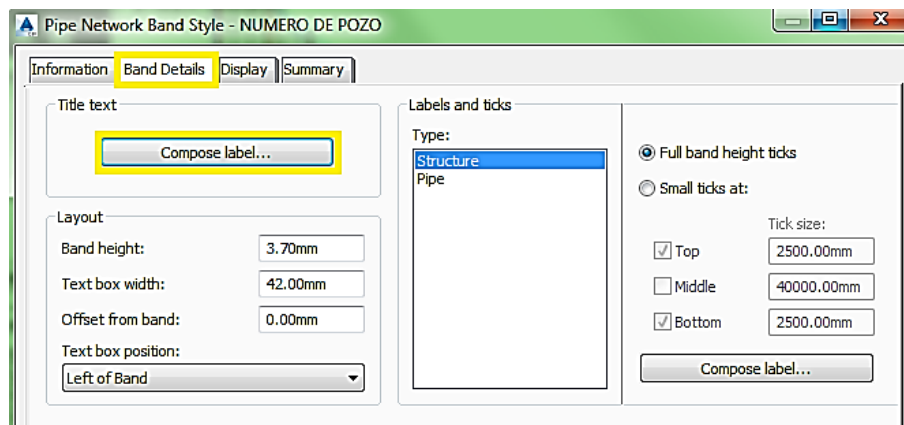 Pipe Network Band Style - NUMERO DE POZO
Information
Band Details
Display
Summary
Title text
Compose label...
Layout
Band height:
3.70mm
Text box width:
42.00mm
Offset from band:
0.00mm
Text box position:
Left of Band
Labels and ticks
Type:
Structure
Pipe
Full band height ticks
Small ticks at:
Tick size:
Top
2500.00mm
Middle
40000.00mm
Bottom
2500.00mm
Compose label...